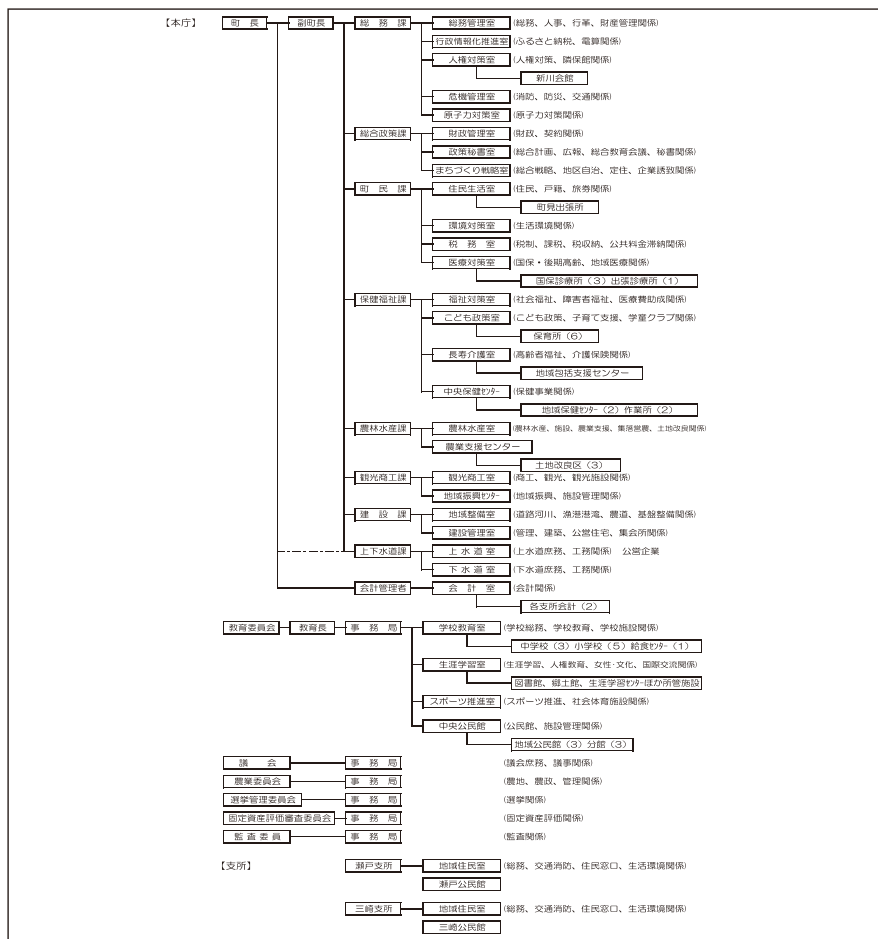 【本庁】 町長 副町長 総務課 総務管理室 (総務、人事、行革、財産管理関係)
行政情報化推進室 (ふるさと納税、電算関係)
人権対策室 (人権対策、隣保館関係)
新川会館
危機管理室 (消防、防災、交通関係)
原子力対策室 (原子力対策関係)
総合政策課 財政管理室 (財政、契約関係)
政策秘書室 (総合計画、広報、総合教育会議、秘書関係)
まちづくり戦略室 (総合戦略、地区自治、定住、企業誘致関係)
町民課 住民生活室 (住民、戸籍、旅券関係)
町見出張所
環境対策室 (生活環境関係)
税務室 (税制、課税、税収納、公共料金滞納関係)
医療対策室 (国保・後期高齢、地域医療関係)
国保診療所(3)出張診療所(1)
保健福祉課 福祉対策室 (社会福祉、障害者福祉、医療費助成関係)
こども政策室 (こども政策、子育て支援、学童クラブ関係)
保育所(6)
長寿介護室 (高齢者福祉、介護保険関係)
地域包括支援センター
中央保健センター (保健事業関係)
地域保健センター(2)作業所(2)
農林水産課 農林水産室 (農林水産、施設、農業支援、集落営農、土地改良関係)
農業支援センター
土地改良区(3)
観光商工課 観光商工室 (商工、観光、観光施設関係)
地域振興センター (地域振興、施設管理関係)
建設課 地域整備室 (道路河川、漁港港湾、農道、基盤整備関係)
建設管理室 (管理、建築、公営住宅、集会所関係)
上下水道課 上水道室 (上水道庶務、工務関係) 公営企業
下水道室 (下水道庶務、工務関係)
会計管理者 会計室 (会計関係)
各支所会計(2)
教育委員会 教育長 事務局 学校教育室 (学校総務、学校教育、学校施設関係)
中学校(3)小学校(5)給食センター(1)
生涯学習室 (生涯学習、人権教育、女性・文化、国際交流関係)
図書館、郷土館、生涯学習センターほか所管施設
スポーツ推進室 (スポーツ推進、社会体育施設関係)
中央公民館 (公民館、施設管理関係)
地域公民館(3)分館(3)
議会 事務局 (議会庶務、議事関係)
農業委員会 事務局 (農地、農政、管理関係)
選挙管理委員会 事務局 (選挙関係)
固定資産評価審査委員会 事務局 (固定資産評価関係)
監査委員 事務局 (監査関係)
【支所】 瀬戸支所 地域住民室 (総務、交通消防、住民窓口、生活環境関係)
瀬戸公民館
三崎支所 地域住民室 (総務、交通消防、住民窓口、生活環境関係)
三崎公民館